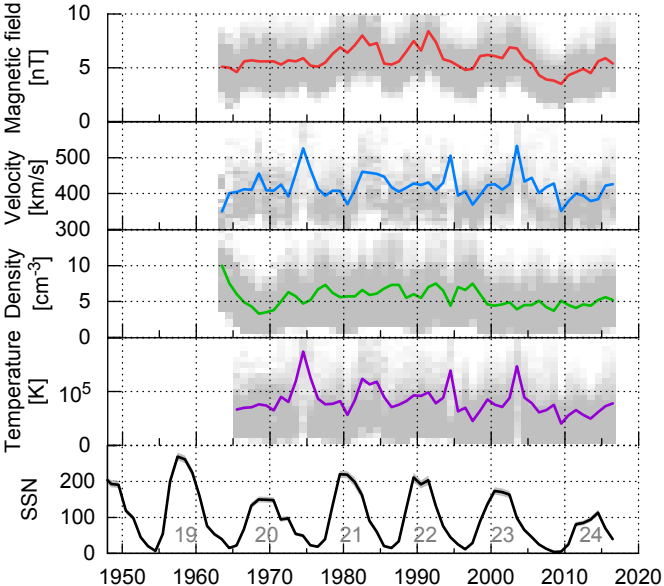 Magnetic field
[nT]
10
5
0
Velocity
[km/s]
500
400
300
Density
[cm⁻³]
10
5
0
Temperature
[K]
10⁵
0
SSN
200
100
0
19 20 21 22 23 24
1950 1960 1970 1980 1990 2000 2010 2020